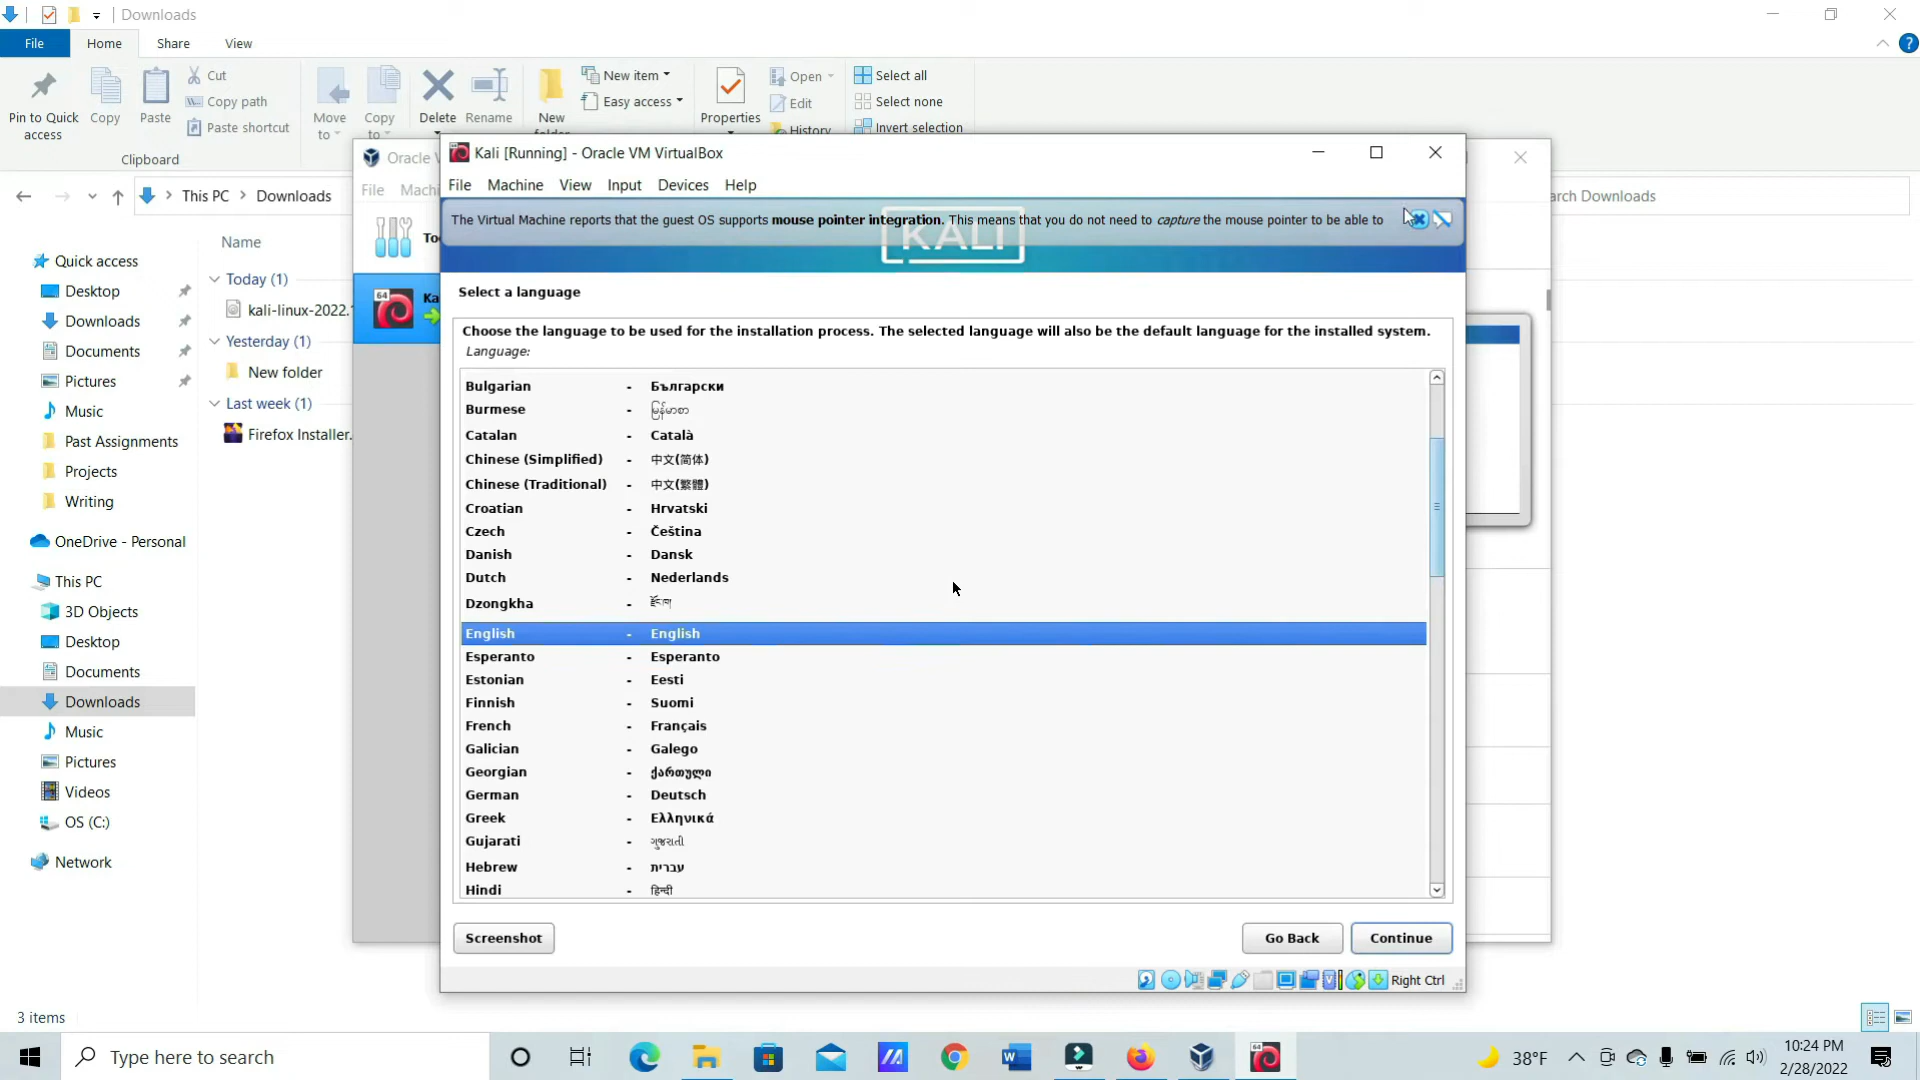 Downloads
File Home Share View
Pin to Quick access
Copy
Paste
Cut
Copy path
Paste shortcut
Clipboard
Move to
Copy to
Delete
Rename
New folder
New item
Easy access
Properties
Open
Edit
History
Select all
Select none
Invert selection
This PC > Downloads
arch Downloads
Quick access
Desktop
Downloads
Documents
Pictures
Music
Past Assignments
Projects
Writing
OneDrive - Personal
This PC
3D Objects
Desktop
Documents
Downloads
Music
Pictures
Videos
OS (C:)
Network
3 items
Name
Today (1)
kali-linux-2022.
Yesterday (1)
New folder
Last week (1)
Firefox Installer.
Oracle V
File Machi
To
64
Ka
Kali [Running] - Oracle VM VirtualBox
File Machine View Input Devices Help
The Virtual Machine reports that the guest OS supports mouse pointer integration. This means that you do not need to capture the mouse pointer to be able to
KALI
Select a language
Choose the language to be used for the installation process. The selected language will also be the default language for the installed system.
Language:
Bulgarian - Български
Burmese - မြန်မာစာ
Catalan - Català
Chinese (Simplified) - 中文(简体)
Chinese (Traditional) - 中文(繁體)
Croatian - Hrvatski
Czech - Čeština
Danish - Dansk
Dutch - Nederlands
Dzongkha - རྫོང་ཁ།
English - English
Esperanto - Esperanto
Estonian - Eesti
Finnish - Suomi
French - Français
Galician - Galego
Georgian - ქართული
German - Deutsch
Greek - Ελληνικά
Gujarati - ગુજરાતી
Hebrew - עברית
Hindi - हिन्दी
Screenshot Go Back Continue
Right Ctrl
Type here to search
38°F
10:24 PM
2/28/2022